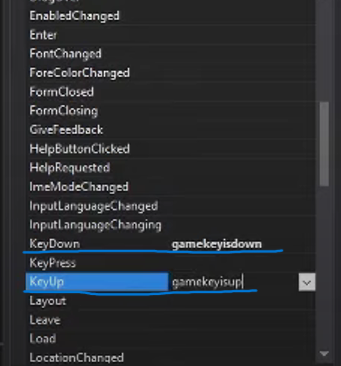 EnabledChanged
Enter
FontChanged
ForeColorChanged
FormClosed
FormClosing
GiveFeedback
HelpButtonClicked
HelpRequested
ImeModeChanged
InputLanguageChanged
InputLanguageChanging
KeyDown gamekeyisdown
KeyPress
KeyUp gamekeyisup
Layout
Leave
Load
LocationChanged